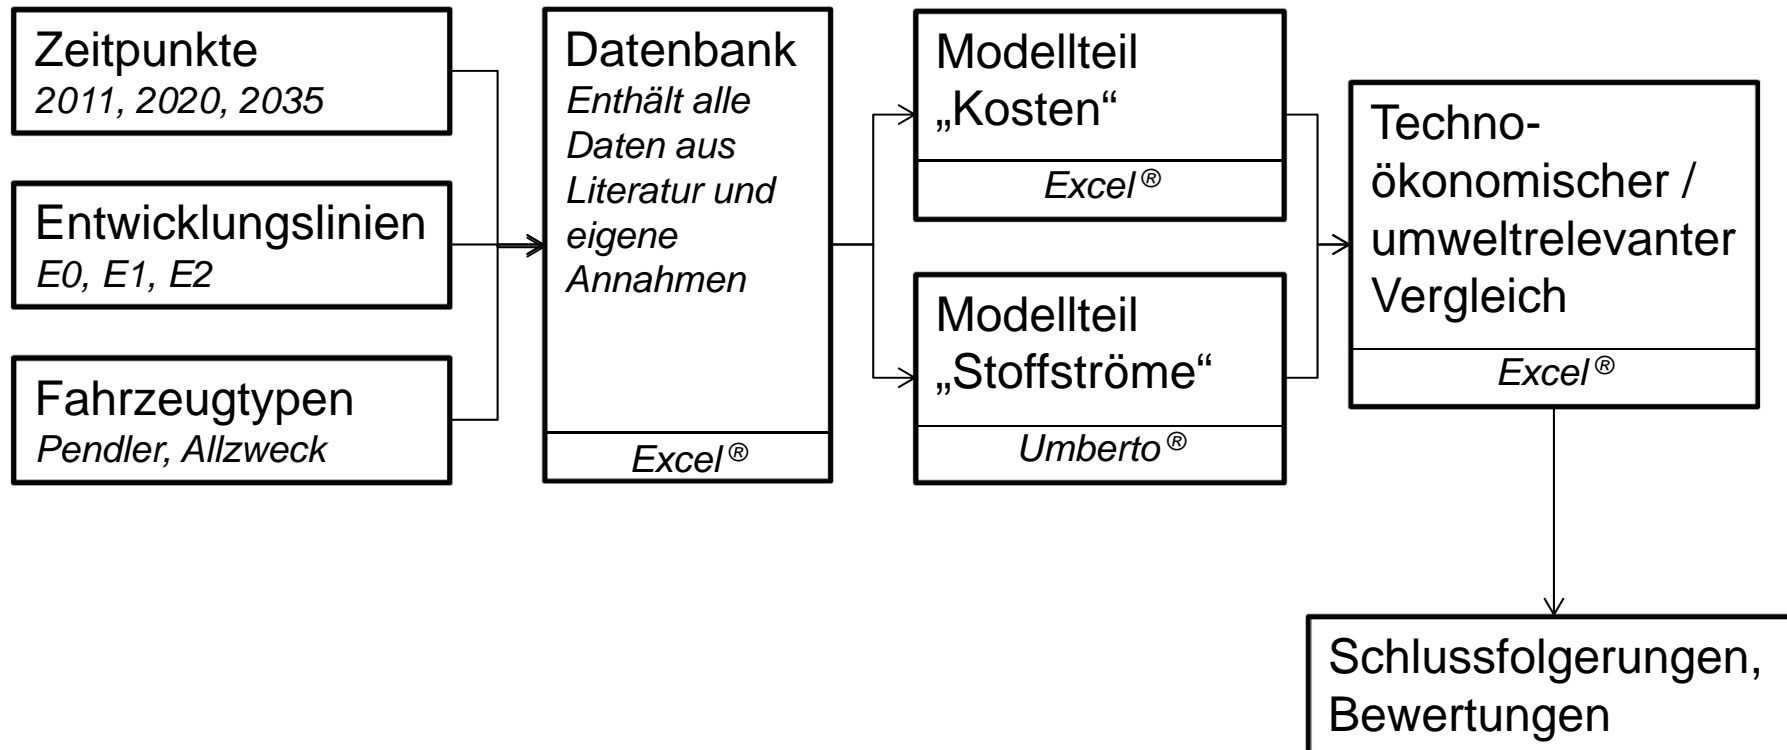 Zeitpunkte
2011, 2020, 2035
Entwicklungslinien
E0, E1, E2
Fahrzeugtypen
Pendler, Allzweck
Datenbank
Enthält alle
Daten aus
Literatur und
eigene
Annahmen
Excel ®
Modellteil
„Kosten“
Excel ®
Modellteil
„Stoffströme“
Umberto ®
Techno-
ökonomischer /
umweltrelevanter
Vergleich
Excel ®
Schlussfolgerungen,
Bewertungen